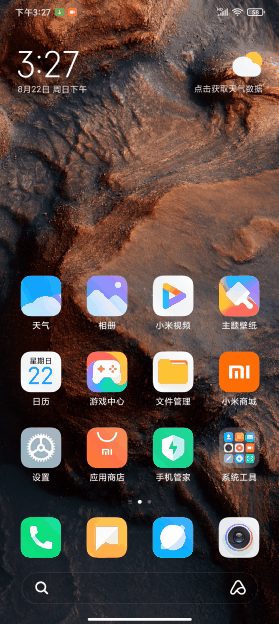 下午3:27
3:27
8月22日 周日下午
点击获取天气数据
天气 相册 小米视频 主题壁纸
星期日
22
日历 游戏中心 文件管理 小米商城
设置 应用商店 手机管家 系统工具